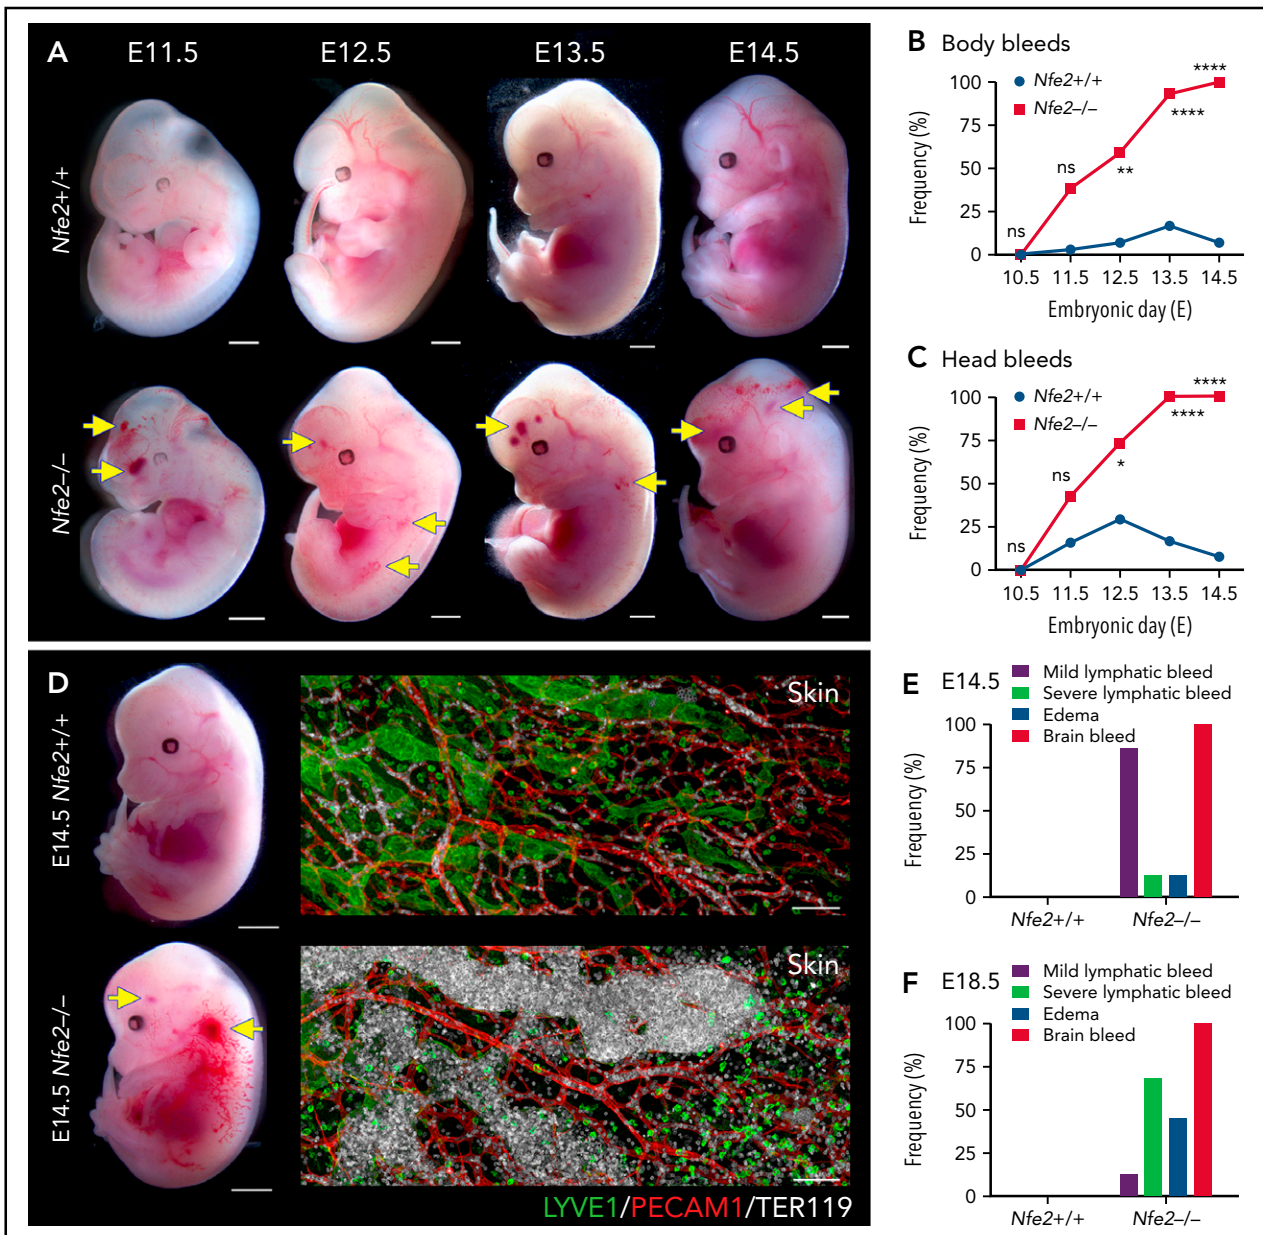 A
E11.5 E12.5 E13.5 E14.5
Nfe2+/+
Nfe2–/–
B Body bleeds
Nfe2+/+
Nfe2–/–
Frequency (%)
100
75
50
25
0
ns
ns
**
****
****
10.5 11.5 12.5 13.5 14.5
Embryonic day (E)
C Head bleeds
Nfe2+/+
Nfe2–/–
Frequency (%)
100
75
50
25
0
ns
ns
*
****
****
10.5 11.5 12.5 13.5 14.5
Embryonic day (E)
D
E14.5 Nfe2+/+
Skin
E14.5 Nfe2–/–
Skin
LYVE1/PECAM1/TER119
E E14.5
Mild lymphatic bleed
Severe lymphatic bleed
Edema
Brain bleed
Frequency (%)
100
75
50
25
0
Nfe2+/+ Nfe2–/–
F E18.5
Mild lymphatic bleed
Severe lymphatic bleed
Edema
Brain bleed
Frequency (%)
100
75
50
25
0
Nfe2+/+ Nfe2–/–